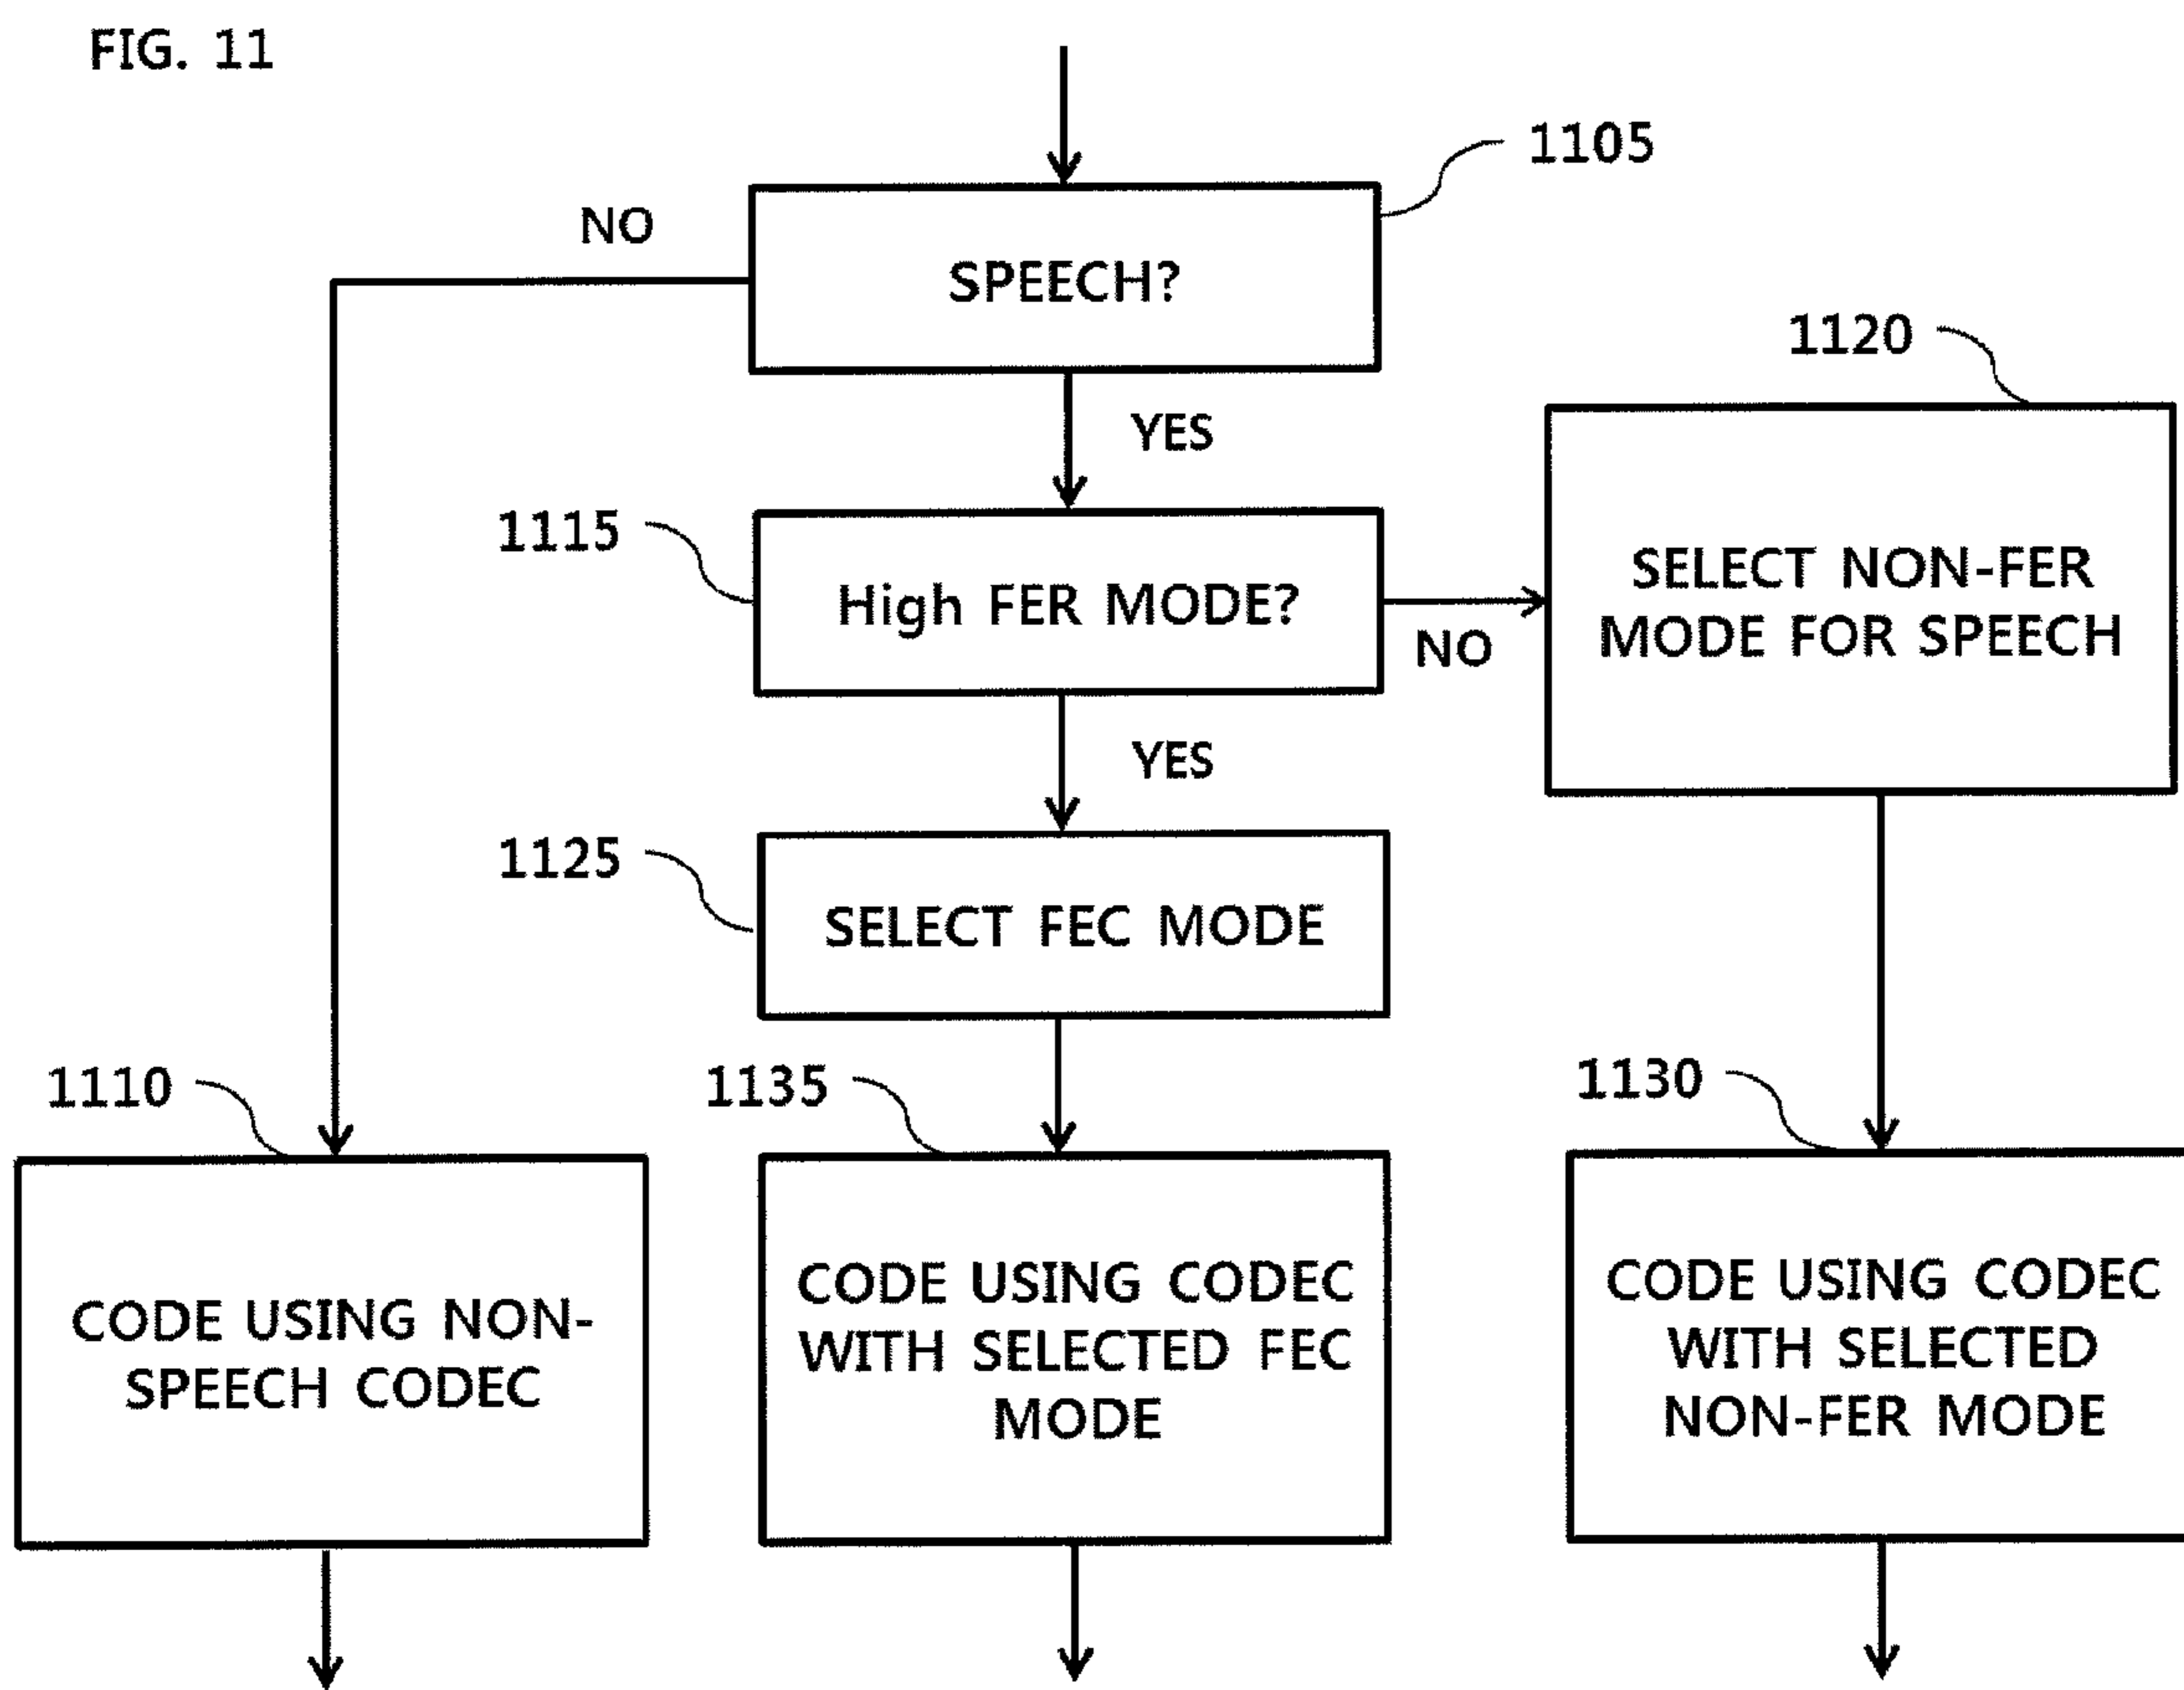 FIG. 11
1105
NO
SPEECH?
1120
YES
1115
High FER MODE?
NO
SELECT NON-FER
MODE FOR SPEECH
YES
1125
SELECT FEC MODE
1110
1135
1130
CODE USING NON-
SPEECH CODEC
CODE USING CODEC
WITH SELECTED FEC
MODE
CODE USING CODEC
WITH SELECTED
NON-FER MODE